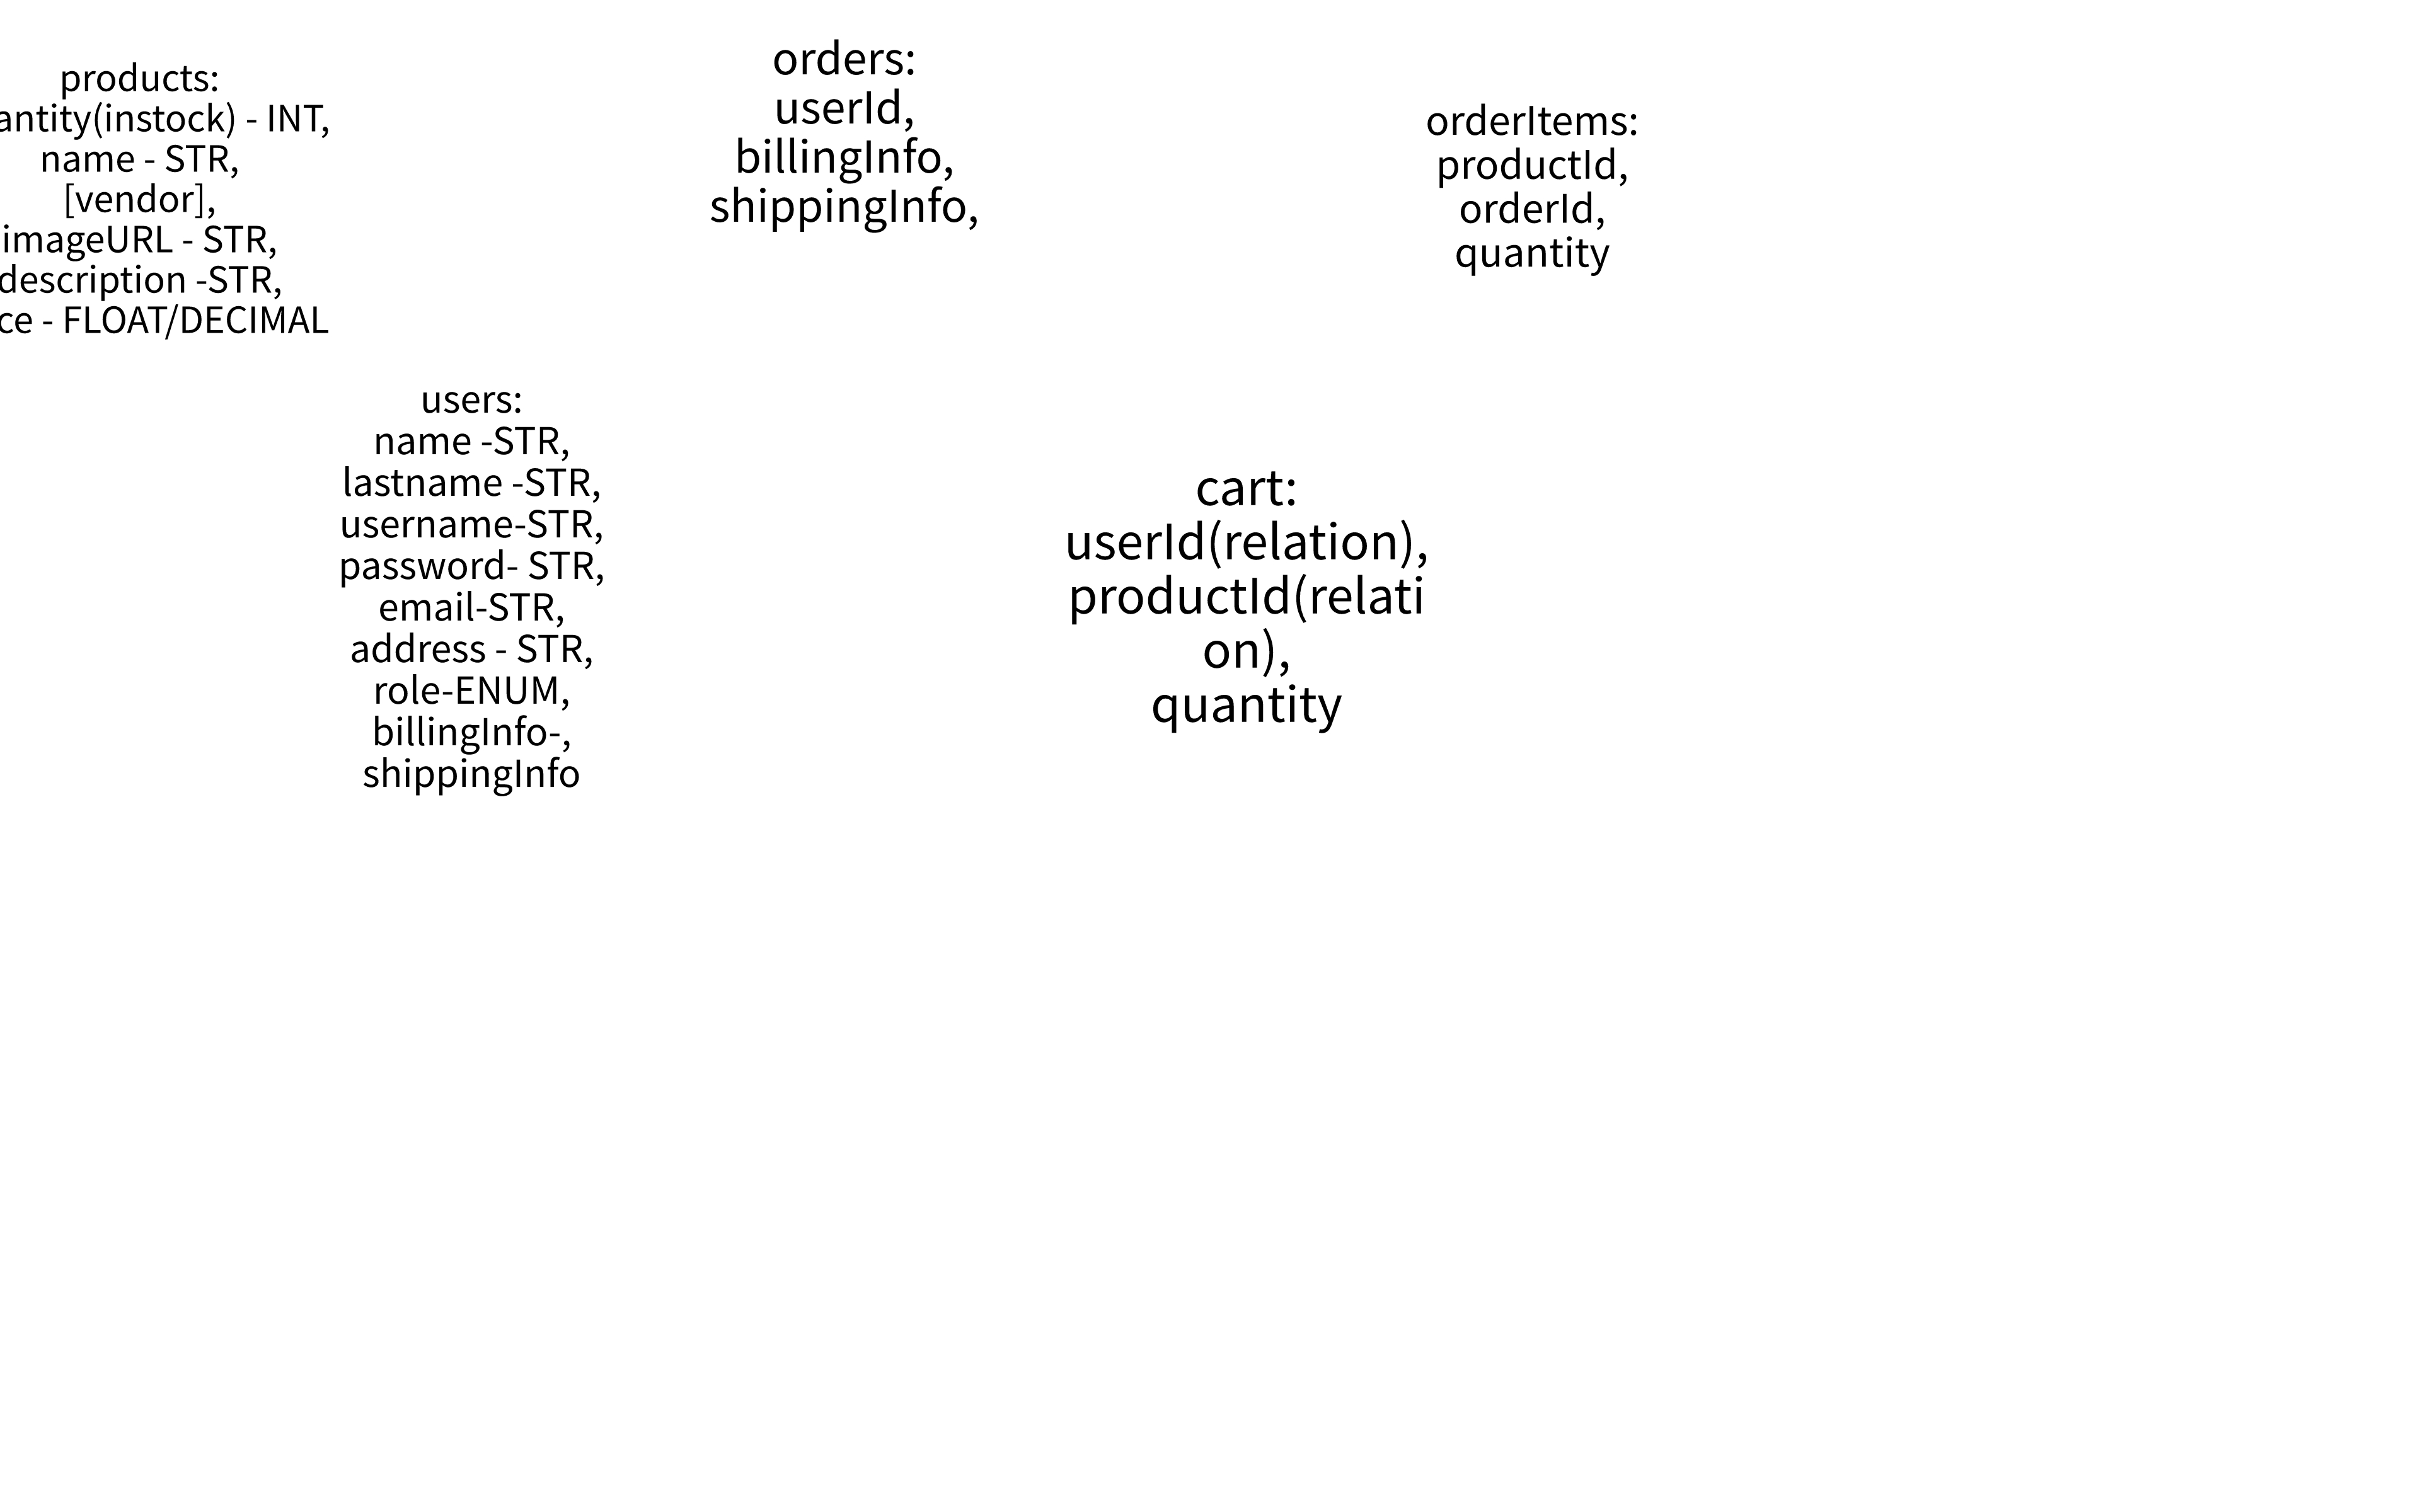 products:
antity(instock) - INT,
name - STR,
[vendor],
imageURL - STR,
description -STR,
ce - FLOAT/DECIMAL
orders:
userId,
billingInfo,
shippingInfo,
orderItems:
productId,
orderId,
quantity
users:
name -STR,
lastname -STR,
username-STR,
password- STR,
email-STR,
address - STR,
role-ENUM,
billingInfo-,
shippingInfo
cart:
userId(relation),
productId(relati
on),
quantity